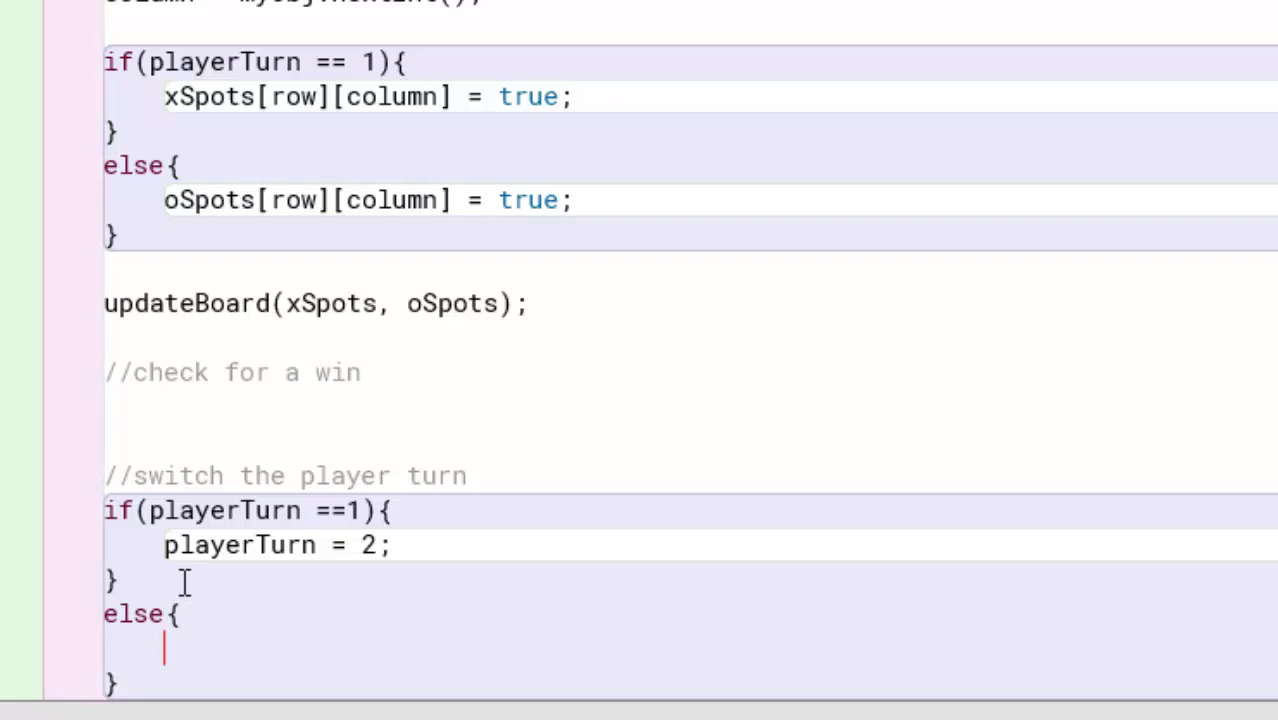 if(playerTurn == 1){
xSpots[row][column] = true;
}
else{
oSpots[row][column] = true;
}
updateBoard(xSpots, oSpots);
//check for a win
//switch the player turn
if(playerTurn ==1){
playerTurn = 2;
}
else{
}